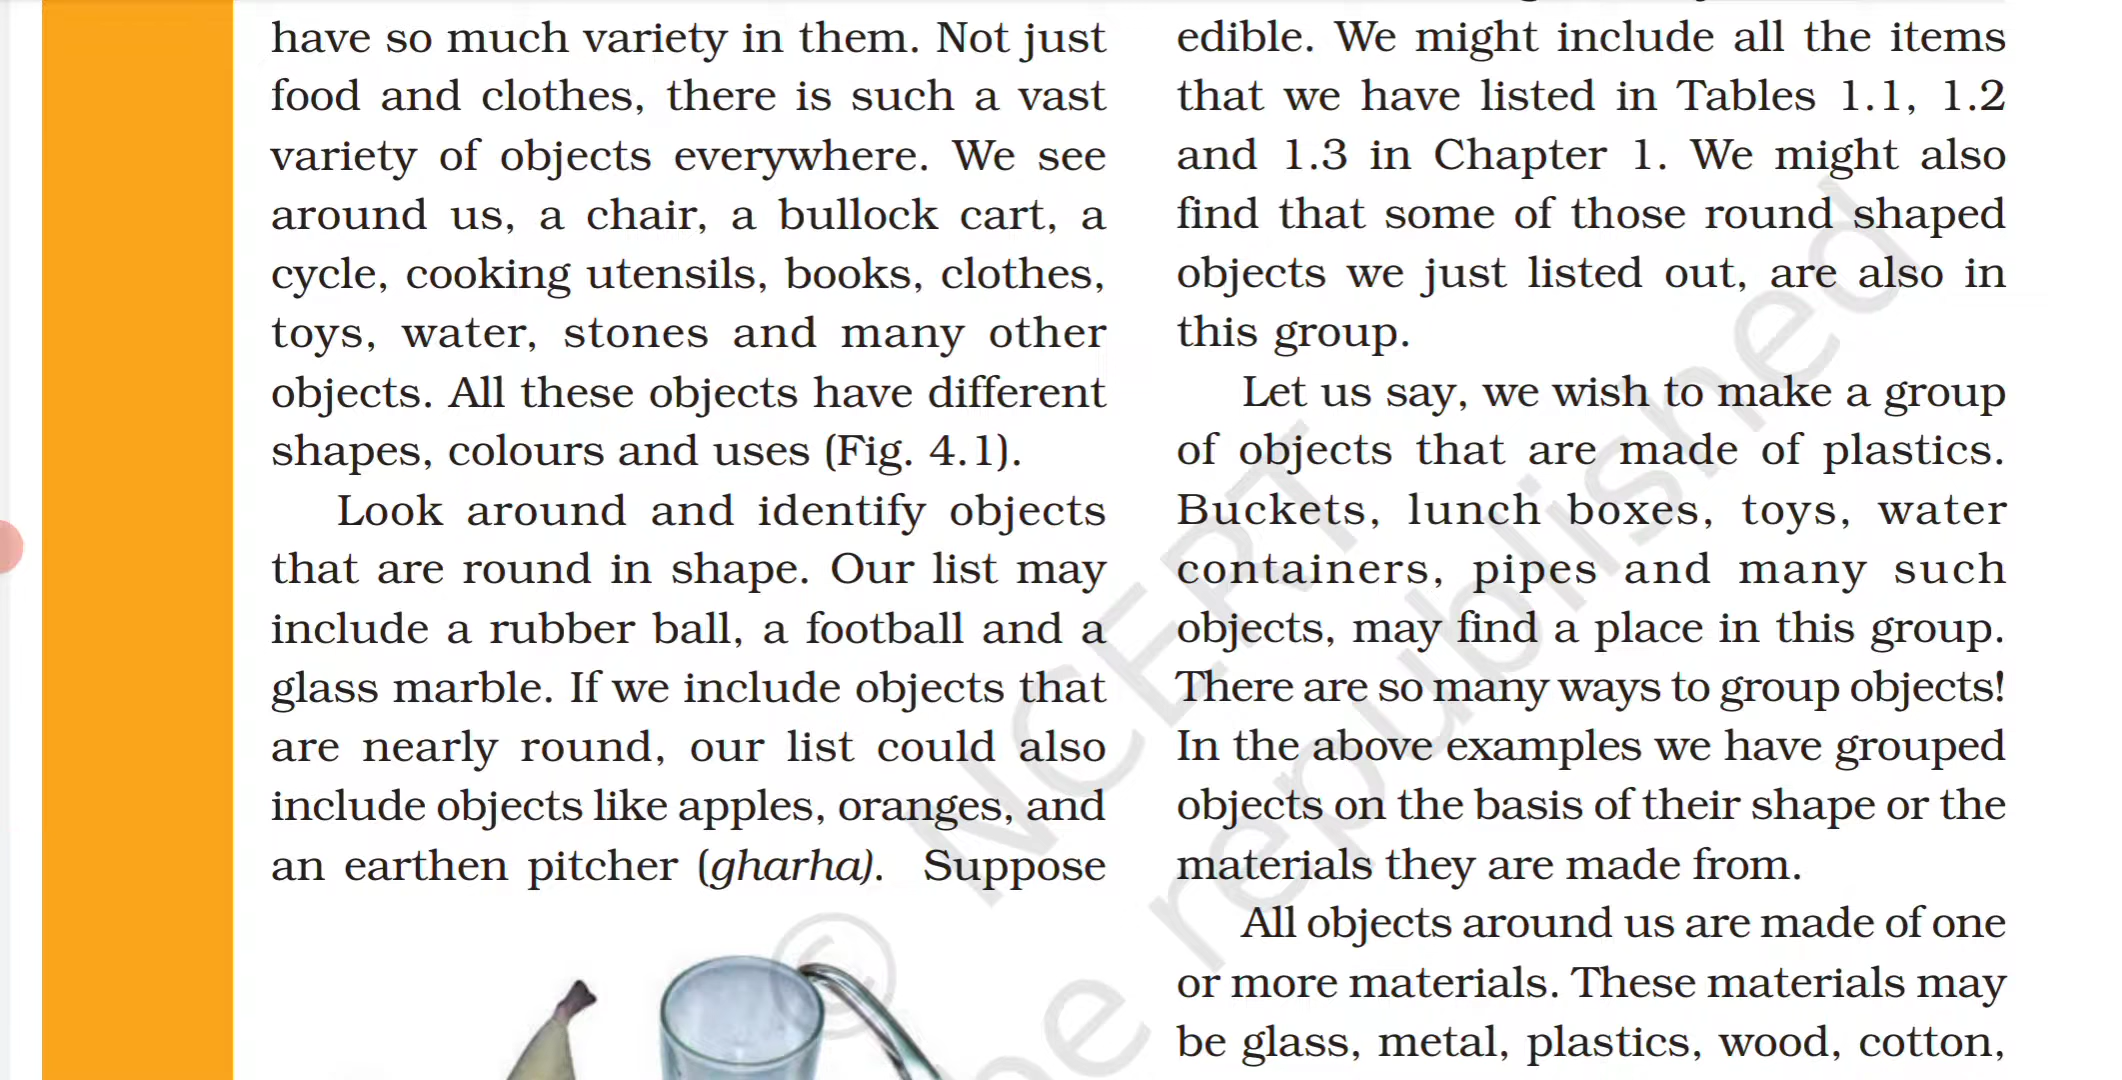 have so much variety in them. Not just
food and clothes, there is such a vast
variety of objects everywhere. We see
around us, a chair, a bullock cart, a
cycle, cooking utensils, books, clothes,
toys, water, stones and many other
objects. All these objects have different
shapes, colours and uses (Fig. 4.1).
Look around and identify objects
that are round in shape. Our list may
include a rubber ball, a football and a
glass marble. If we include objects that
are nearly round, our list could also
include objects like apples, oranges, and
an earthen pitcher (gharha). Suppose
edible. We might include all the items
that we have listed in Tables 1.1, 1.2
and 1.3 in Chapter 1. We might also
find that some of those round shaped
objects we just listed out, are also in
this group.
Let us say, we wish to make a group
of objects that are made of plastics.
Buckets, lunch boxes, toys, water
containers, pipes and many such
objects, may find a place in this group.
There are so many ways to group objects!
In the above examples we have grouped
objects on the basis of their shape or the
materials they are made from.
All objects around us are made of one
or more materials. These materials may
be glass, metal, plastics, wood, cotton,
© NCERT
be republished